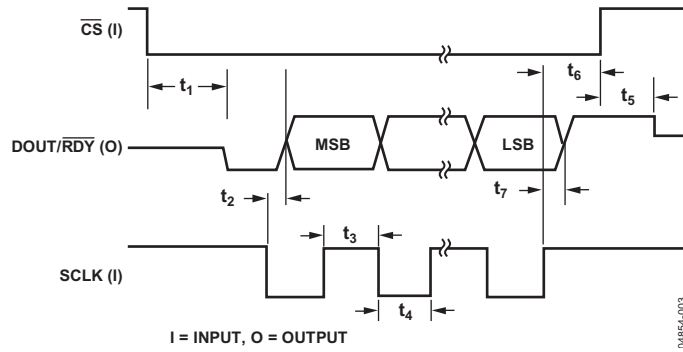 CS (I)
t1
t6
t5
DOUT/RDY (O)
MSB
LSB
t2
t7
t3
SCLK (I)
t4
I = INPUT, O = OUTPUT
04854-003